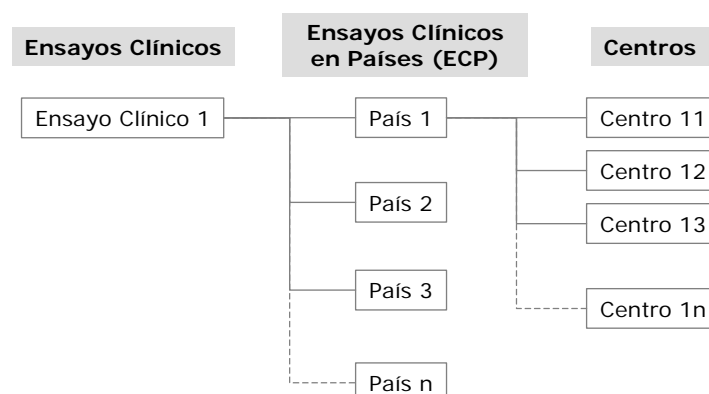 Ensayos Clínicos
Ensayos Clínicos
en Países (ECP)
Centros
Ensayo Clínico 1
País 1
Centro 11
Centro 12
País 2
Centro 13
País 3
Centro 1n
País n